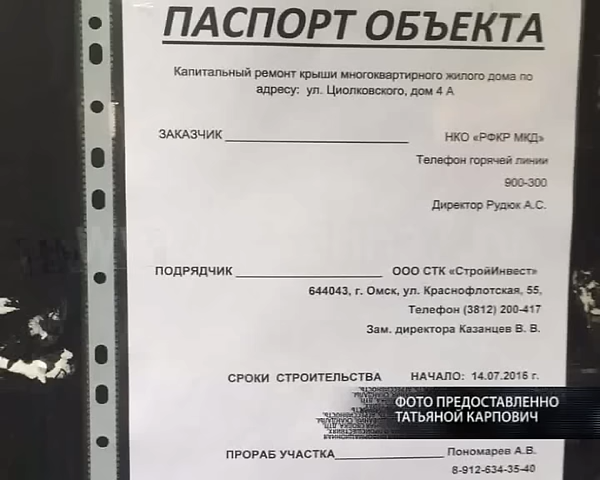 ПАСПОРТ ОБЪЕКТА
Капитальный ремонт крыши многоквартирного жилого дома по
адресу: ул. Циолковского, дом 4 А
ЗАКАЗЧИК НКО «РФКР МКД»
Телефон горячей линии
900-300
Директор Рудюк А.С.
ПОДРЯДЧИК ООО СТК «СтройИнвест»
644043, г. Омск, ул. Краснофлотская, 55,
Телефон (3812) 200-417
Зам. директора Казанцев В. В.
СРОКИ СТРОИТЕЛЬСТВА НАЧАЛО: 14.07.2016 г.
ФОТО ПРЕДОСТАВЛЕННО
ТАТЬЯНОЙ КАРПОВИЧ
ПРОРАБ УЧАСТКА Пономарев А.В.
8-912-634-35-40